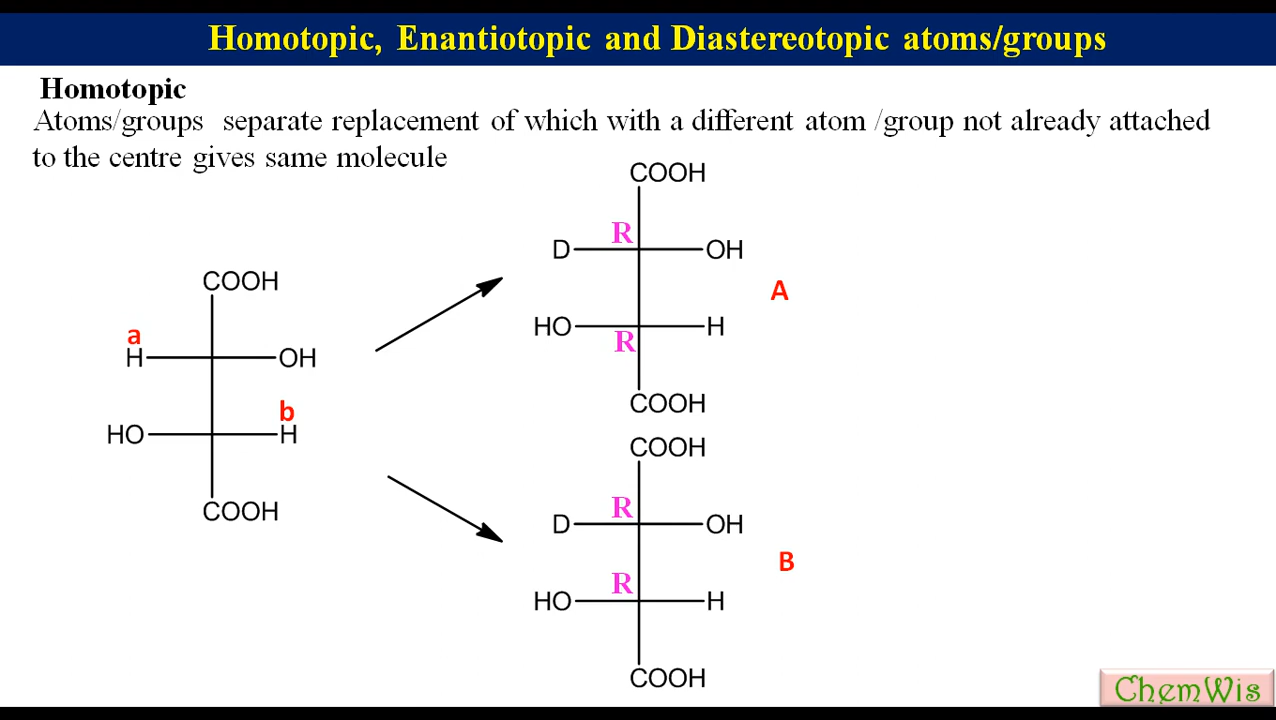 Homotopic, Enantiotopic and Diastereotopic atoms/groups
Homotopic
Atoms/groups separate replacement of which with a different atom /group not already attached
to the centre gives same molecule
COOH
R
D OH
A
HO H
R
COOH
COOH
a
H OH
b
HO H
COOH
COOH
R
D OH
B
R
HO H
COOH
ChemWis